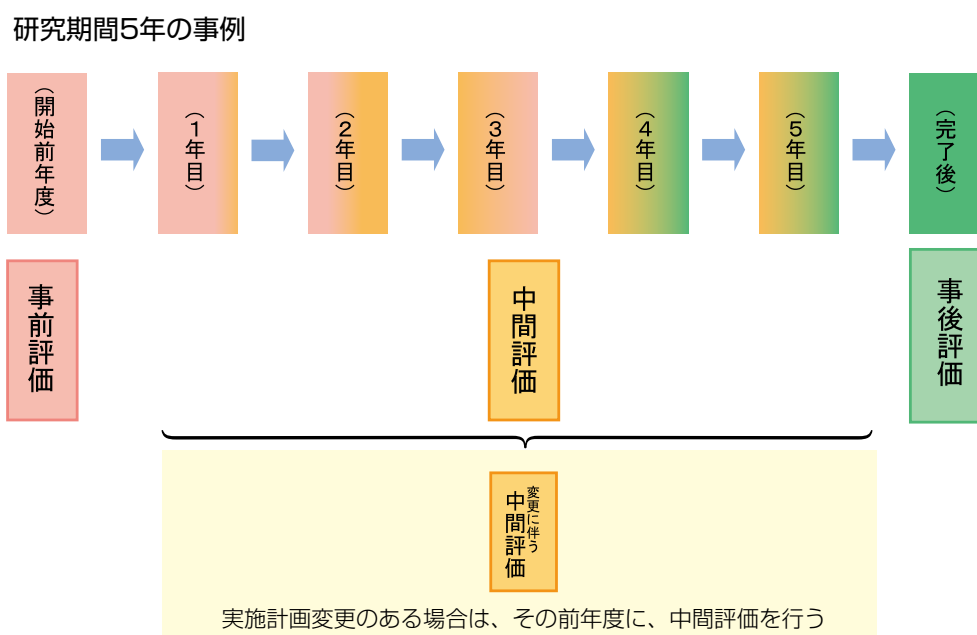 研究期間5年の事例
（開始前年度）
（1年目）
（2年目）
（3年目）
（4年目）
（5年目）
（完了後）
事前評価
中間評価
事後評価
変更に伴う
中間評価
実施計画変更のある場合は、その前年度に、中間評価を行う